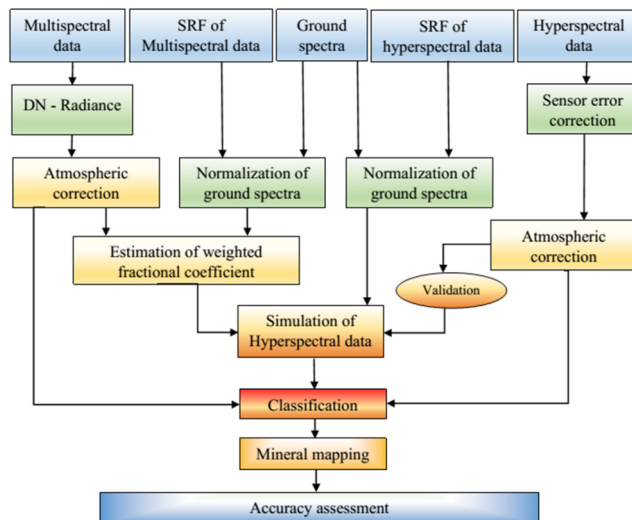 Multispectral
data
SRF of
Multispectral data
Ground
spectra
SRF of
hyperspectral data
Hyperspectral
data
DN - Radiance
Sensor error
correction
Atmospheric
correction
Normalization of
ground spectra
Normalization of
ground spectra
Estimation of weighted
fractional coefficient
Atmospheric
correction
Validation
Simulation of
Hyperspectral data
Classification
Mineral mapping
Accuracy assessment